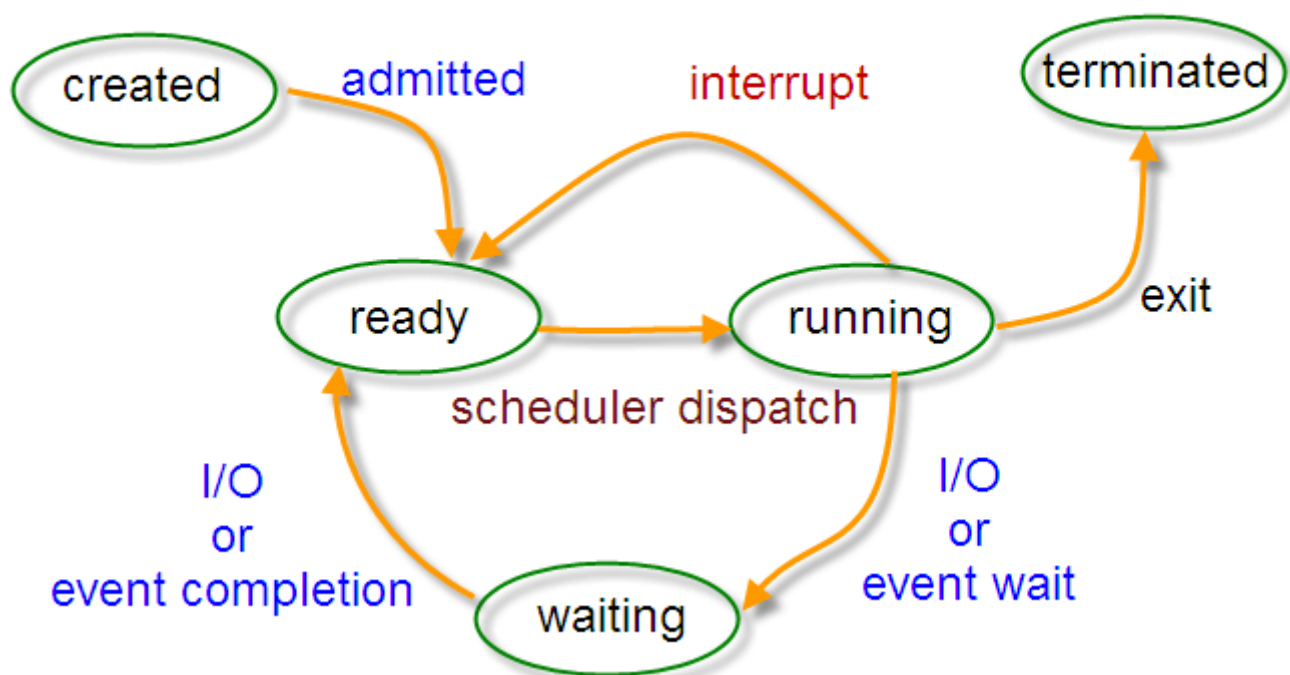 created
admitted
interrupt
terminated
ready
running
exit
scheduler dispatch
I/O
or
event completion
I/O
or
event wait
waiting